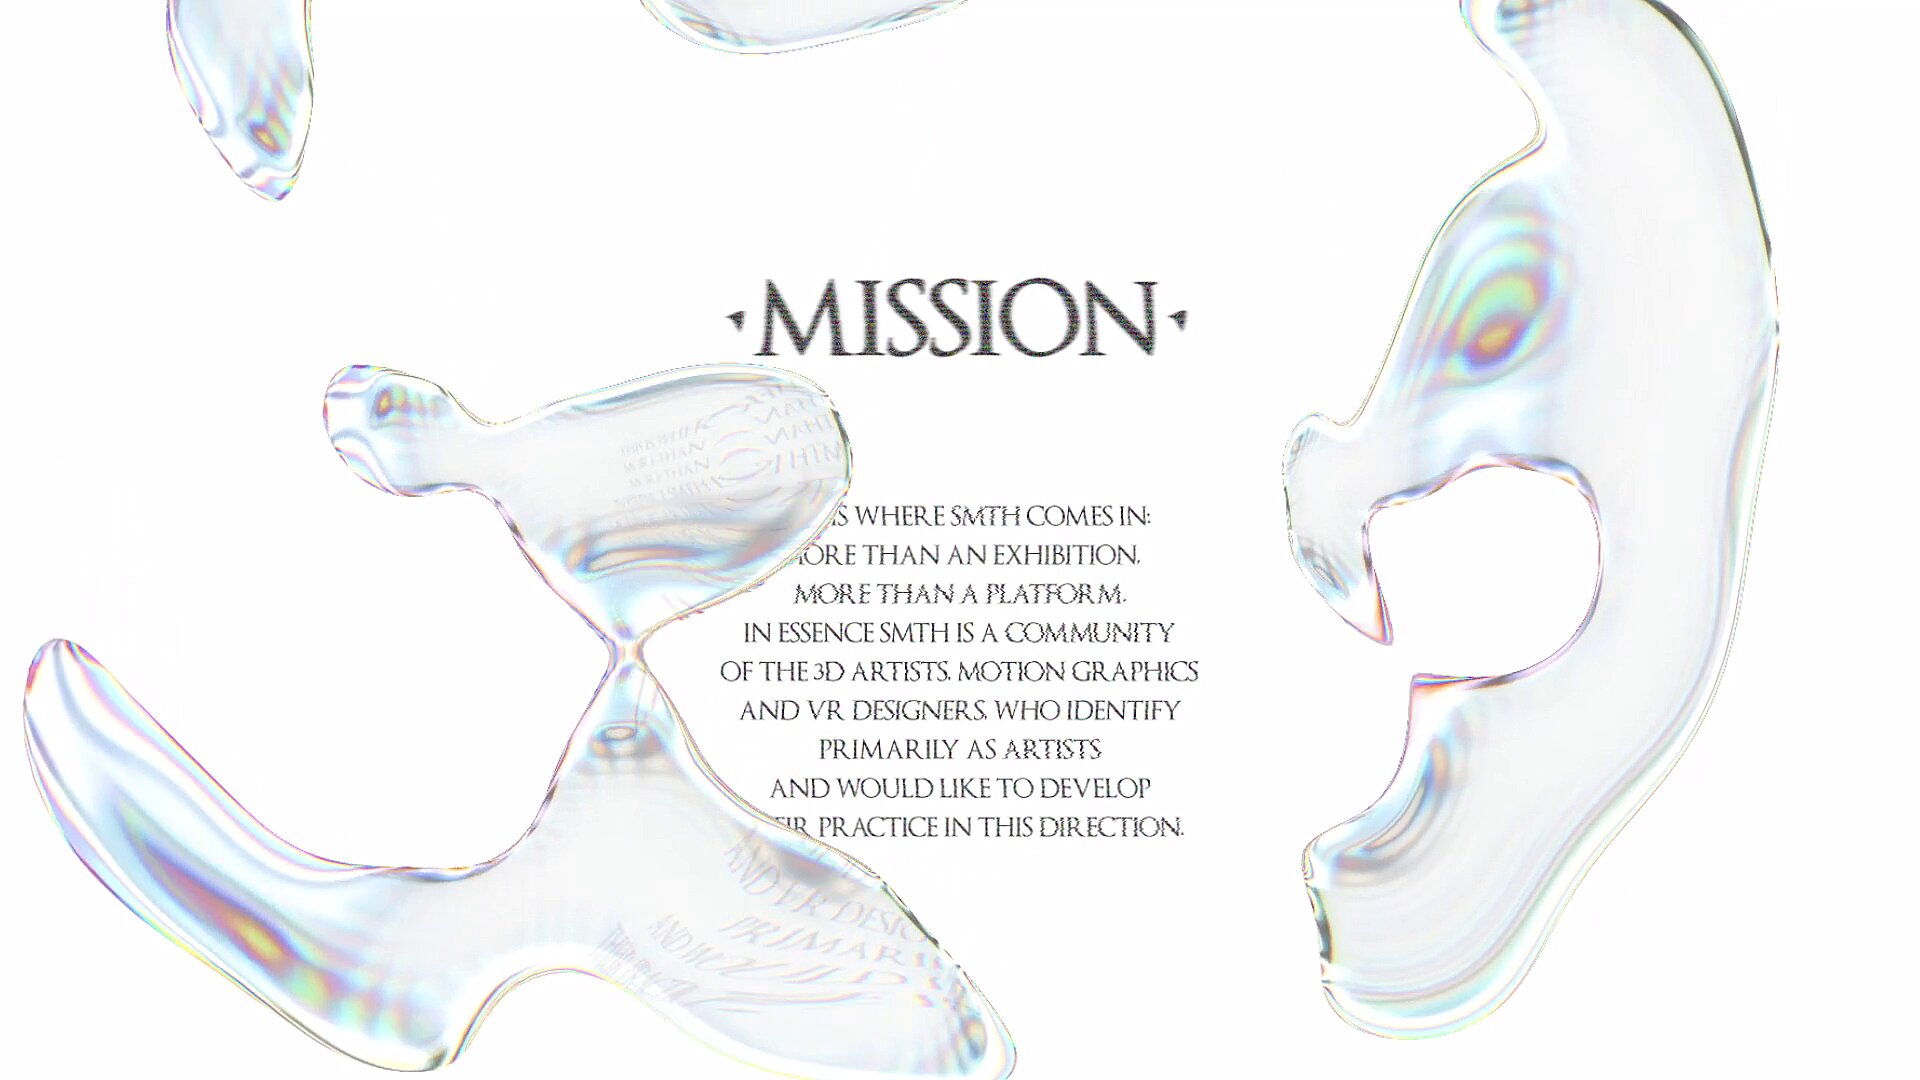 ·MISSION·
IS WHERE SMTH COMES IN:
MORE THAN AN EXHIBITION,
MORE THAN A PLATFORM.
IN ESSENCE SMTH IS A COMMUNITY
OF THE 3D ARTISTS, MOTION GRAPHICS
AND VR DESIGNERS, WHO IDENTIFY
PRIMARILY AS ARTISTS
AND WOULD LIKE TO DEVELOP
PRACTICE IN THIS DIRECTION.